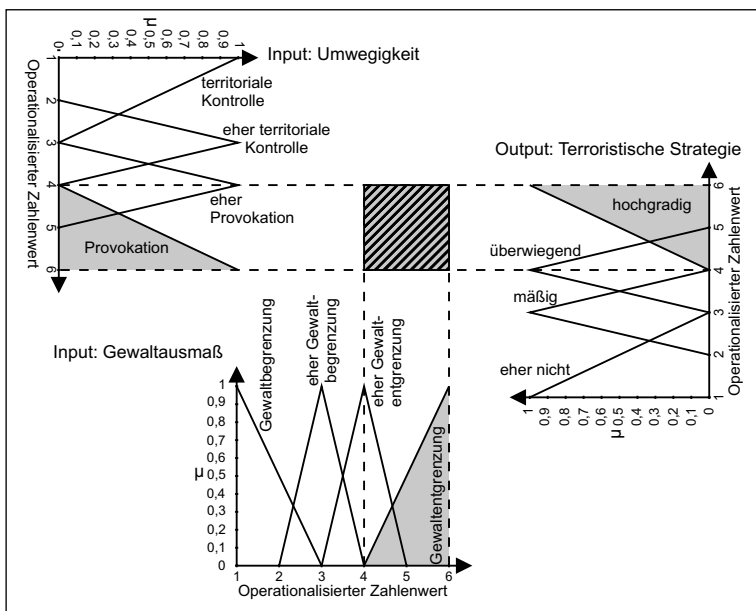 µ
0, 0,1 0,2 0,3 0,4 0,5 0,6 0,7 0,8 0,9 1
Input: Umwegigkeit
Operationalisierter Zahlenwert
1 2 3 4 5 6
territoriale
Kontrolle
eher territoriale
Kontrolle
eher
Provokation
Provokation
Output: Terroristische Strategie
hochgradig
überwiegend
mäßig
eher nicht
6 5 4 3 2 1
Operationalisierter Zahlenwert
1 0,9 0,8 0,7 0,6 0,5 0,4 0,3 0,2 0,1 0
µ
Input: Gewaltausmaß
Gewaltbegrenzung
eher Gewalt-
begrenzung
eher Gewalt-
entgrenzung
Gewaltentgrenzung
1
0,9
0,8
0,7
0,6
0,5
0,4
0,3
0,2
0,1
0
µ
1 2 3 4 5 6
Operationalisierter Zahlenwert